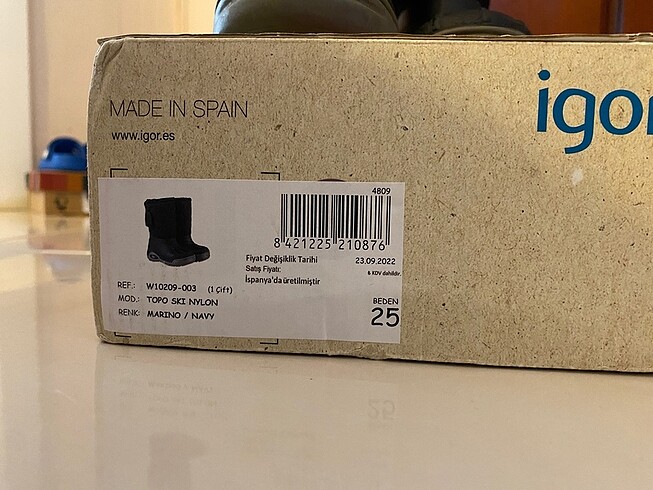 MADE IN SPAIN
www.igor.es
igor
4809
8 421225 210876
Fiyat Değişiklik Tarihi 23.09.2022
Satış Fiyatı: 6 KDV dahildir.
İspanya'da üretilmiştir
REF.: W10209-003 (1 Çift)
MOD.: TOPO SKI NYLON
RENK: MARINO / NAVY
BEDEN
25